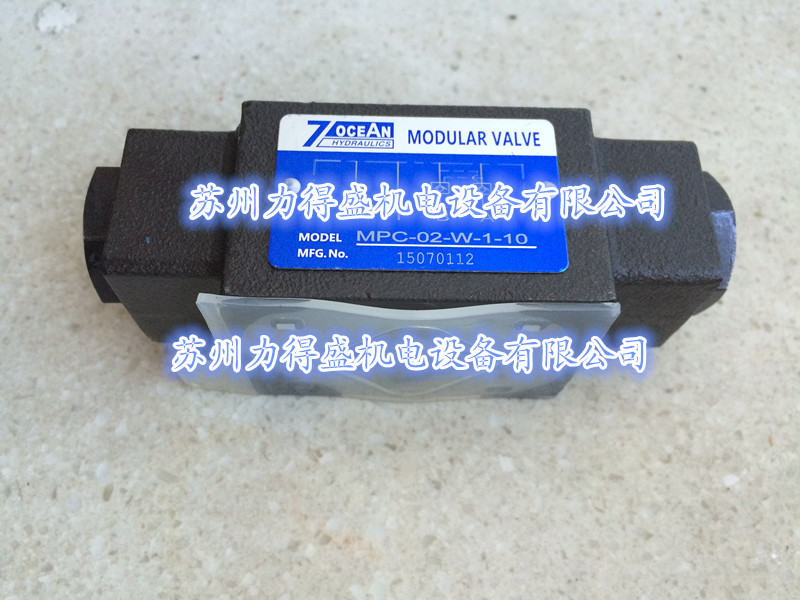 7 OCEAN
HYDRAULICS
MODULAR VALVE
苏州力得盛机电设备有限公司
MODEL MPC-02-W-1-10
MFG. No. 15070112
苏州力得盛机电设备有限公司